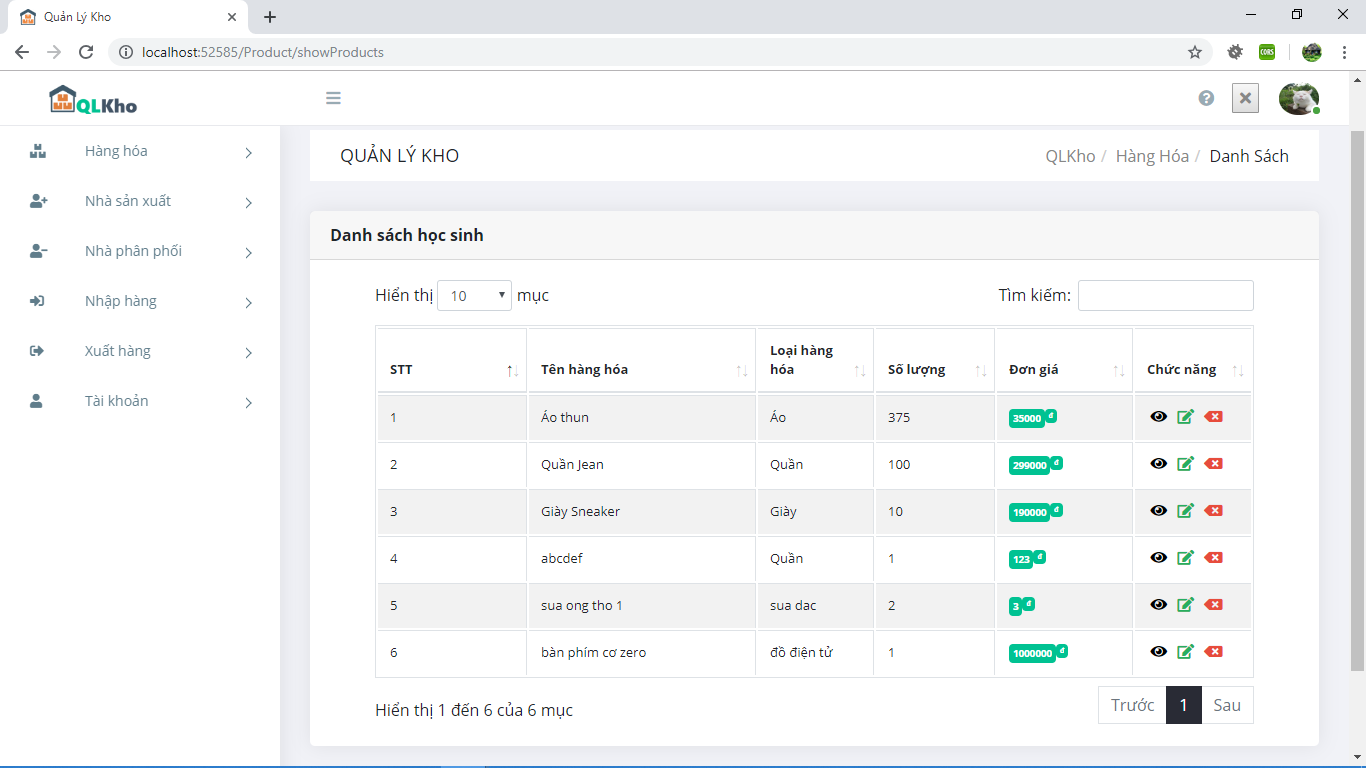 Quản Lý Kho
localhost:52585/Product/showProducts
CORS
QLKho
Hàng hóa
Nhà sản xuất
Nhà phân phối
Nhập hàng
Xuất hàng
Tài khoản
QUẢN LÝ KHO
QLKho / Hàng Hóa / Danh Sách
Danh sách học sinh
Hiển thị 10 mục
Tìm kiếm:
STT Tên hàng hóa Loại hàng hóa Số lượng Đơn giá Chức năng
1 Áo thun Áo 375 35000 đ
2 Quần Jean Quần 100 299000 đ
3 Giày Sneaker Giày 10 190000 đ
4 abcdef Quần 1 123 đ
5 sua ong tho 1 sua dac 2 3 đ
6 bàn phím cơ zero đồ điện tử 1 1000000 đ
Hiển thị 1 đến 6 của 6 mục
Trước 1 Sau